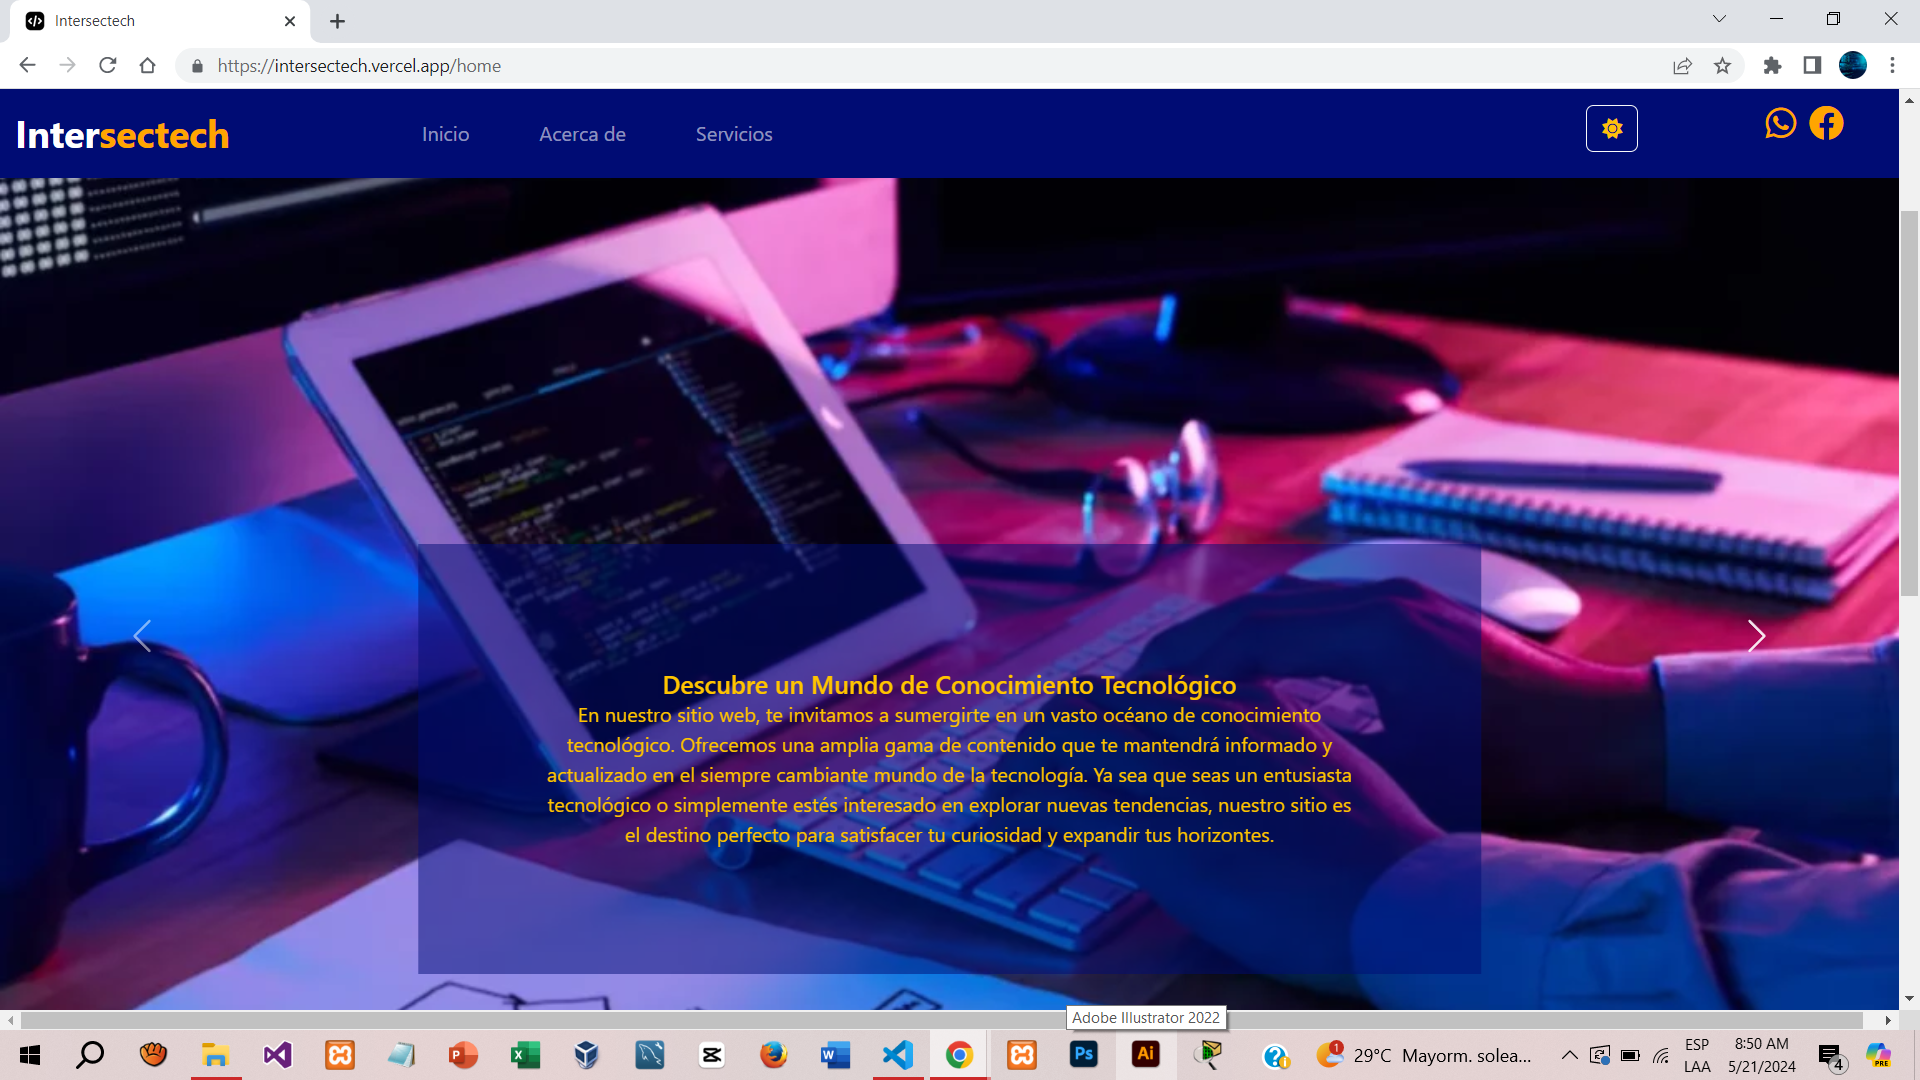 Intersectech
https://intersectech.vercel.app/home
Intersectech
Inicio
Acerca de
Servicios
Descubre un Mundo de Conocimiento Tecnológico
En nuestro sitio web, te invitamos a sumergirte en un vasto océano de conocimiento
tecnológico. Ofrecemos una amplia gama de contenido que te mantendrá informado y
actualizado en el siempre cambiante mundo de la tecnología. Ya sea que seas un entusiasta
tecnológico o simplemente estés interesado en explorar nuevas tendencias, nuestro sitio es
el destino perfecto para satisfacer tu curiosidad y expandir tus horizontes.
Adobe Illustrator 2022
Ps
Ai
1
29°C Mayorm. solea...
ESP
LAA
8:50 AM
5/21/2024
4
PRE